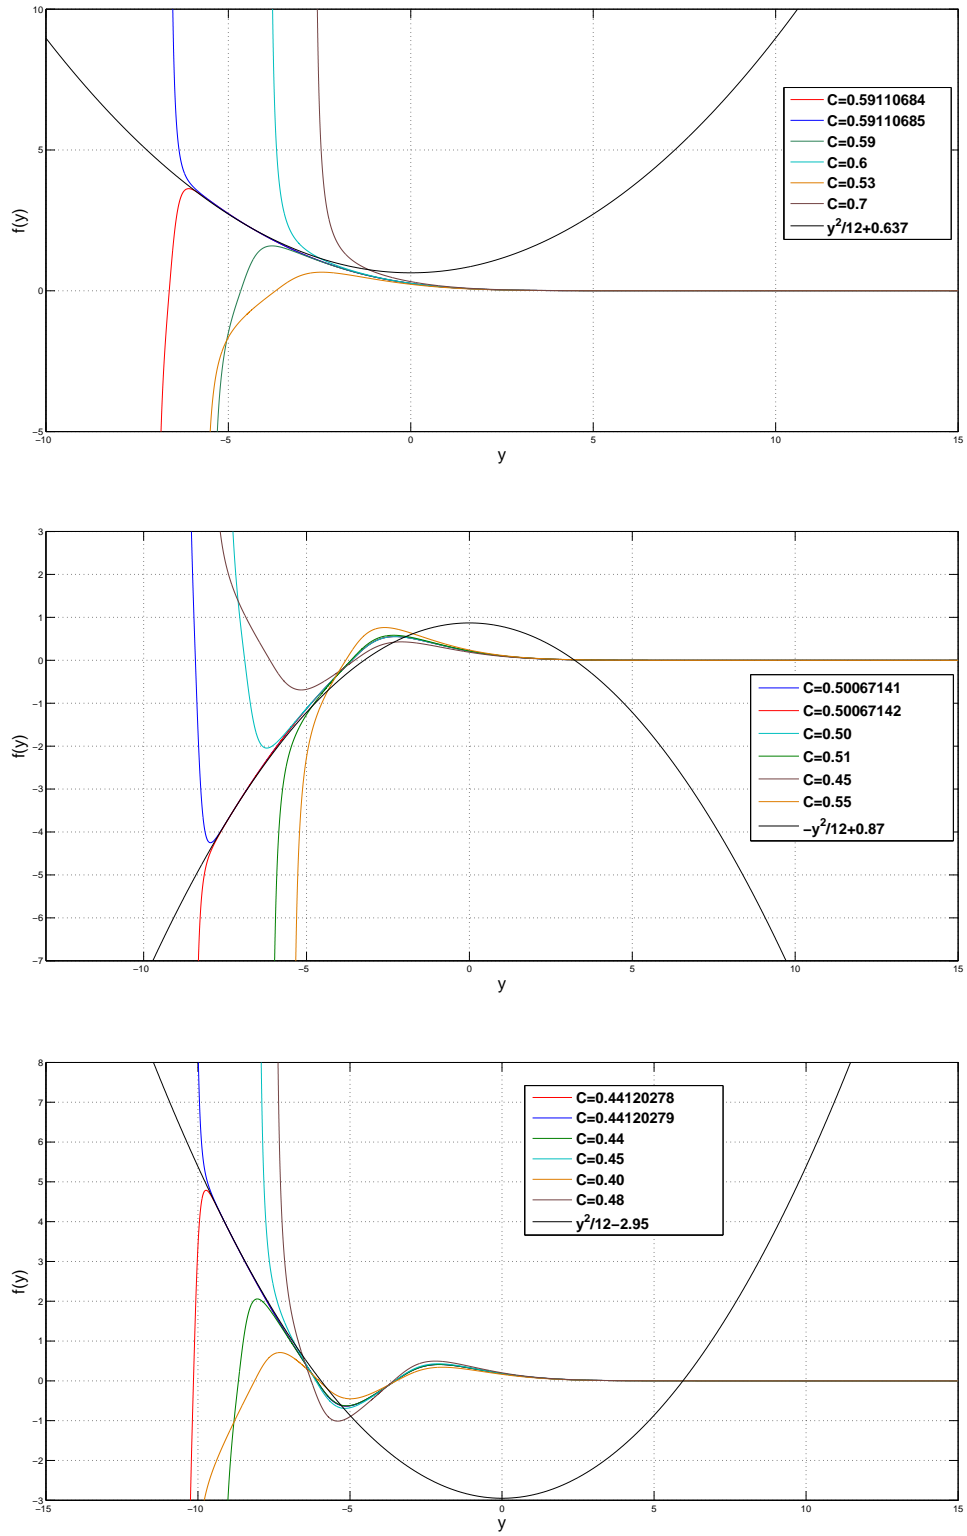 10
5
0
−5
f(y)
−10
−5
0
5
10
15
y
C=0.59110684
C=0.59110685
C=0.59
C=0.6
C=0.53
C=0.7
y²/12+0.637
3
2
1
0
−1
−2
−3
−4
−5
−6
−7
f(y)
−10
−5
0
5
10
15
y
C=0.50067141
C=0.50067142
C=0.50
C=0.51
C=0.45
C=0.55
−y²/12+0.87
8
7
6
5
4
3
2
1
0
−1
−2
−3
f(y)
−15
−10
−5
0
5
10
15
y
C=0.44120278
C=0.44120279
C=0.44
C=0.45
C=0.40
C=0.48
y²/12−2.95